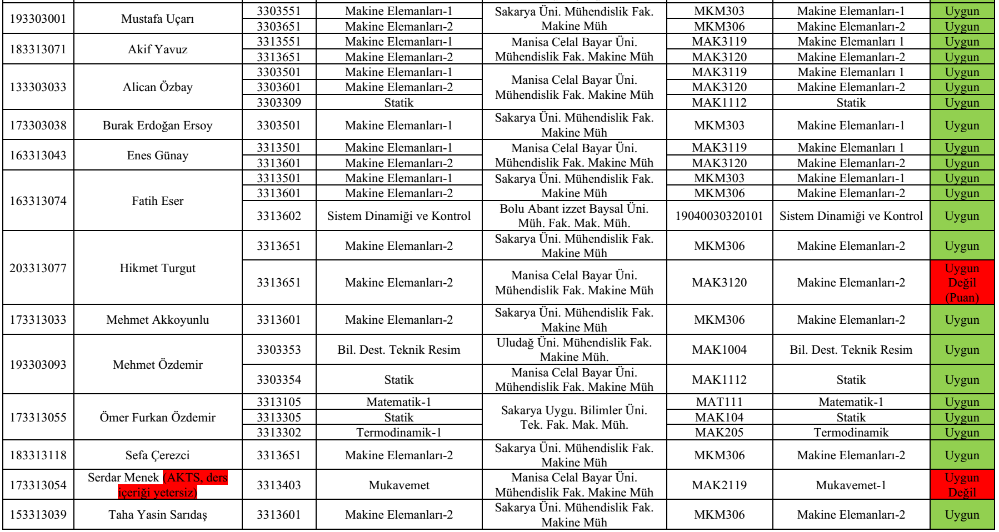 193303001 Mustafa Uçarı 3303551 Makine Elemanları-1 Sakarya Üni. Mühendislik Fak. Makine Müh MKM303 Makine Elemanları-1 Uygun
3303651 Makine Elemanları-2 MKM306 Makine Elemanları-2 Uygun
183313071 Akif Yavuz 3313551 Makine Elemanları-1 Manisa Celal Bayar Üni. Mühendislik Fak. Makine Müh MAK3119 Makine Elemanları 1 Uygun
3313651 Makine Elemanları-2 MAK3120 Makine Elemanları-2 Uygun
133303033 Alican Özbay 3303501 Makine Elemanları-1 Manisa Celal Bayar Üni. Mühendislik Fak. Makine Müh MAK3119 Makine Elemanları 1 Uygun
3303601 Makine Elemanları-2 MAK3120 Makine Elemanları-2 Uygun
3303309 Statik MAK1112 Statik Uygun
173303038 Burak Erdoğan Ersoy 3303501 Makine Elemanları-1 Sakarya Üni. Mühendislik Fak. Makine Müh MKM303 Makine Elemanları-1 Uygun
163313043 Enes Günay 3313501 Makine Elemanları-1 Manisa Celal Bayar Üni. Mühendislik Fak. Makine Müh MAK3119 Makine Elemanları 1 Uygun
3313601 Makine Elemanları-2 MAK3120 Makine Elemanları-2 Uygun
163313074 Fatih Eser 3313501 Makine Elemanları-1 Sakarya Üni. Mühendislik Fak. Makine Müh MKM303 Makine Elemanları-1 Uygun
3313601 Makine Elemanları-2 MKM306 Makine Elemanları-2 Uygun
3313602 Sistem Dinamiği ve Kontrol Bolu Abant izzet Baysal Üni. Müh. Fak. Mak. Müh. 19040030320101 Sistem Dinamiği ve Kontrol Uygun
203313077 Hikmet Turgut 3313651 Makine Elemanları-2 Sakarya Üni. Mühendislik Fak. Makine Müh MKM306 Makine Elemanları-2 Uygun
3313651 Makine Elemanları-2 Manisa Celal Bayar Üni. Mühendislik Fak. Makine Müh MAK3120 Makine Elemanları-2 Uygun Değil (Puan)
173313033 Mehmet Akkoyunlu 3313601 Makine Elemanları-2 Sakarya Üni. Mühendislik Fak. Makine Müh MKM306 Makine Elemanları-2 Uygun
193303093 Mehmet Özdemir 3303353 Bil. Dest. Teknik Resim Uludağ Üni. Mühendislik Fak. Makine Müh. MAK1004 Bil. Dest. Teknik Resim Uygun
3303354 Statik Manisa Celal Bayar Üni. Mühendislik Fak. Makine Müh MAK1112 Statik Uygun
173313055 Ömer Furkan Özdemir 3313105 Matematik-1 Sakarya Uygu. Bilimler Üni. Tek. Fak. Mak. Müh. MAT111 Matematik-1 Uygun
3313305 Statik MAK104 Statik Uygun
3313302 Termodinamik-1 MAK205 Termodinamik Uygun
183313118 Sefa Çerezci 3313651 Makine Elemanları-2 Sakarya Üni. Mühendislik Fak. Makine Müh MKM306 Makine Elemanları-2 Uygun
173313054 Serdar Menek (AKTS, ders içeriği yetersiz) 3313403 Mukavemet Manisa Celal Bayar Üni. Mühendislik Fak. Makine Müh MAK2119 Mukavemet-1 Uygun Değil
153313039 Taha Yasin Sarıdaş 3313601 Makine Elemanları-2 Sakarya Üni. Mühendislik Fak. Makine Müh MKM306 Makine Elemanları-2 Uygun